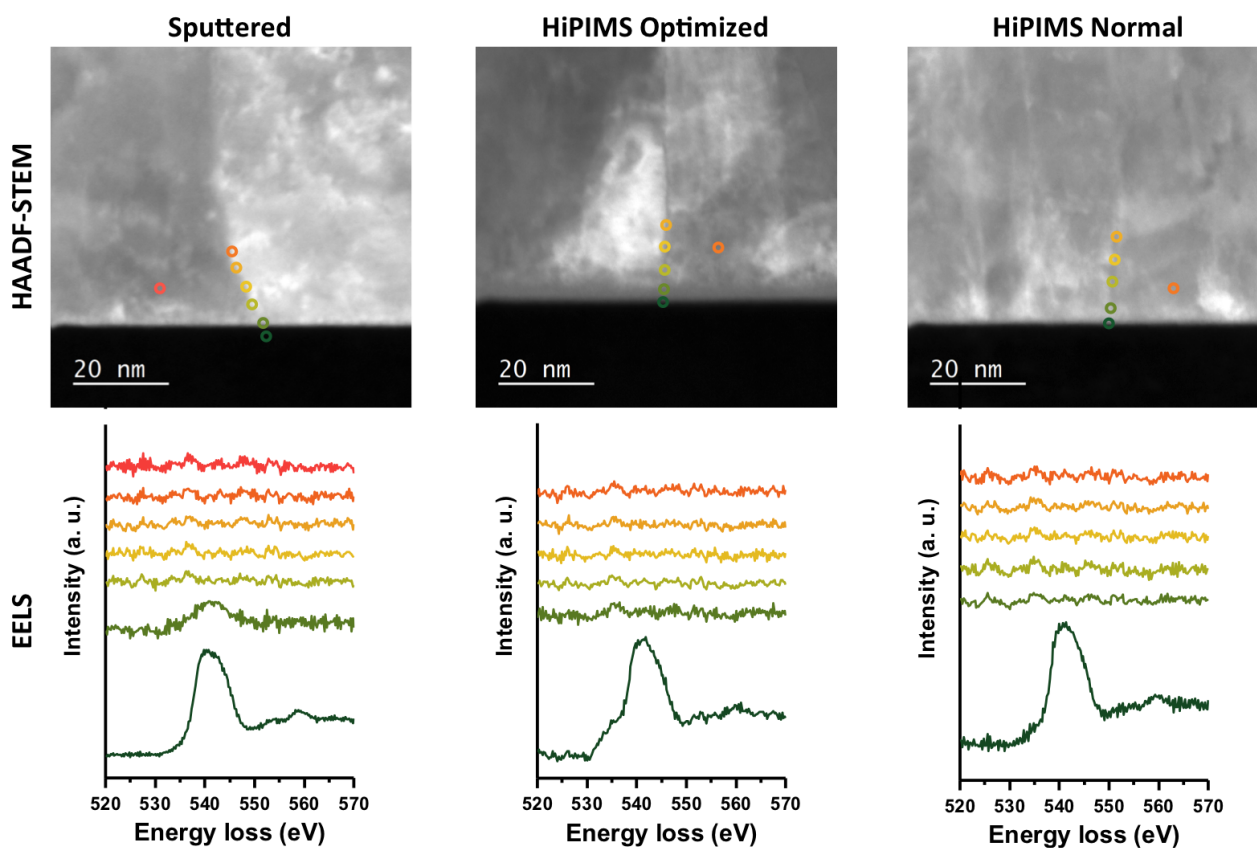 Sputtered HiPIMS Optimized HiPIMS Normal
HAADF-STEM
20 nm 20 nm 20 nm
EELS
Intensity (a. u.) Intensity (a. u.) Intensity (a. u.)
520 530 540 550 560 570 520 530 540 550 560 570 520 530 540 550 560 570
Energy loss (eV) Energy loss (eV) Energy loss (eV)